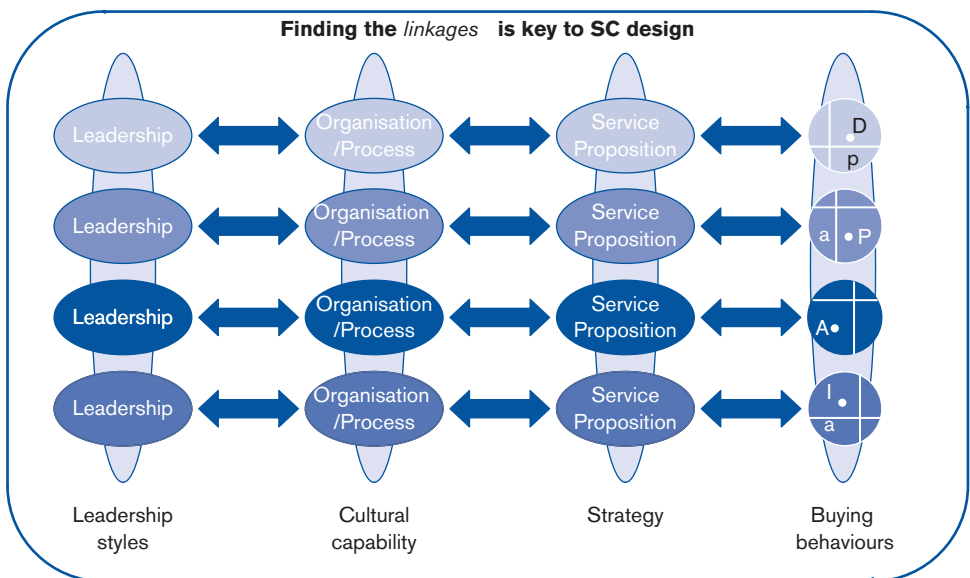 Finding the linkages is key to SC design
Leadership
Organisation
/Process
Service
Proposition
D
p
Leadership
Organisation
/Process
Service
Proposition
a P
Leadership
Organisation
/Process
Service
Proposition
A
Leadership
Organisation
/Process
Service
Proposition
I
a
Leadership
styles
Cultural
capability
Strategy
Buying
behaviours